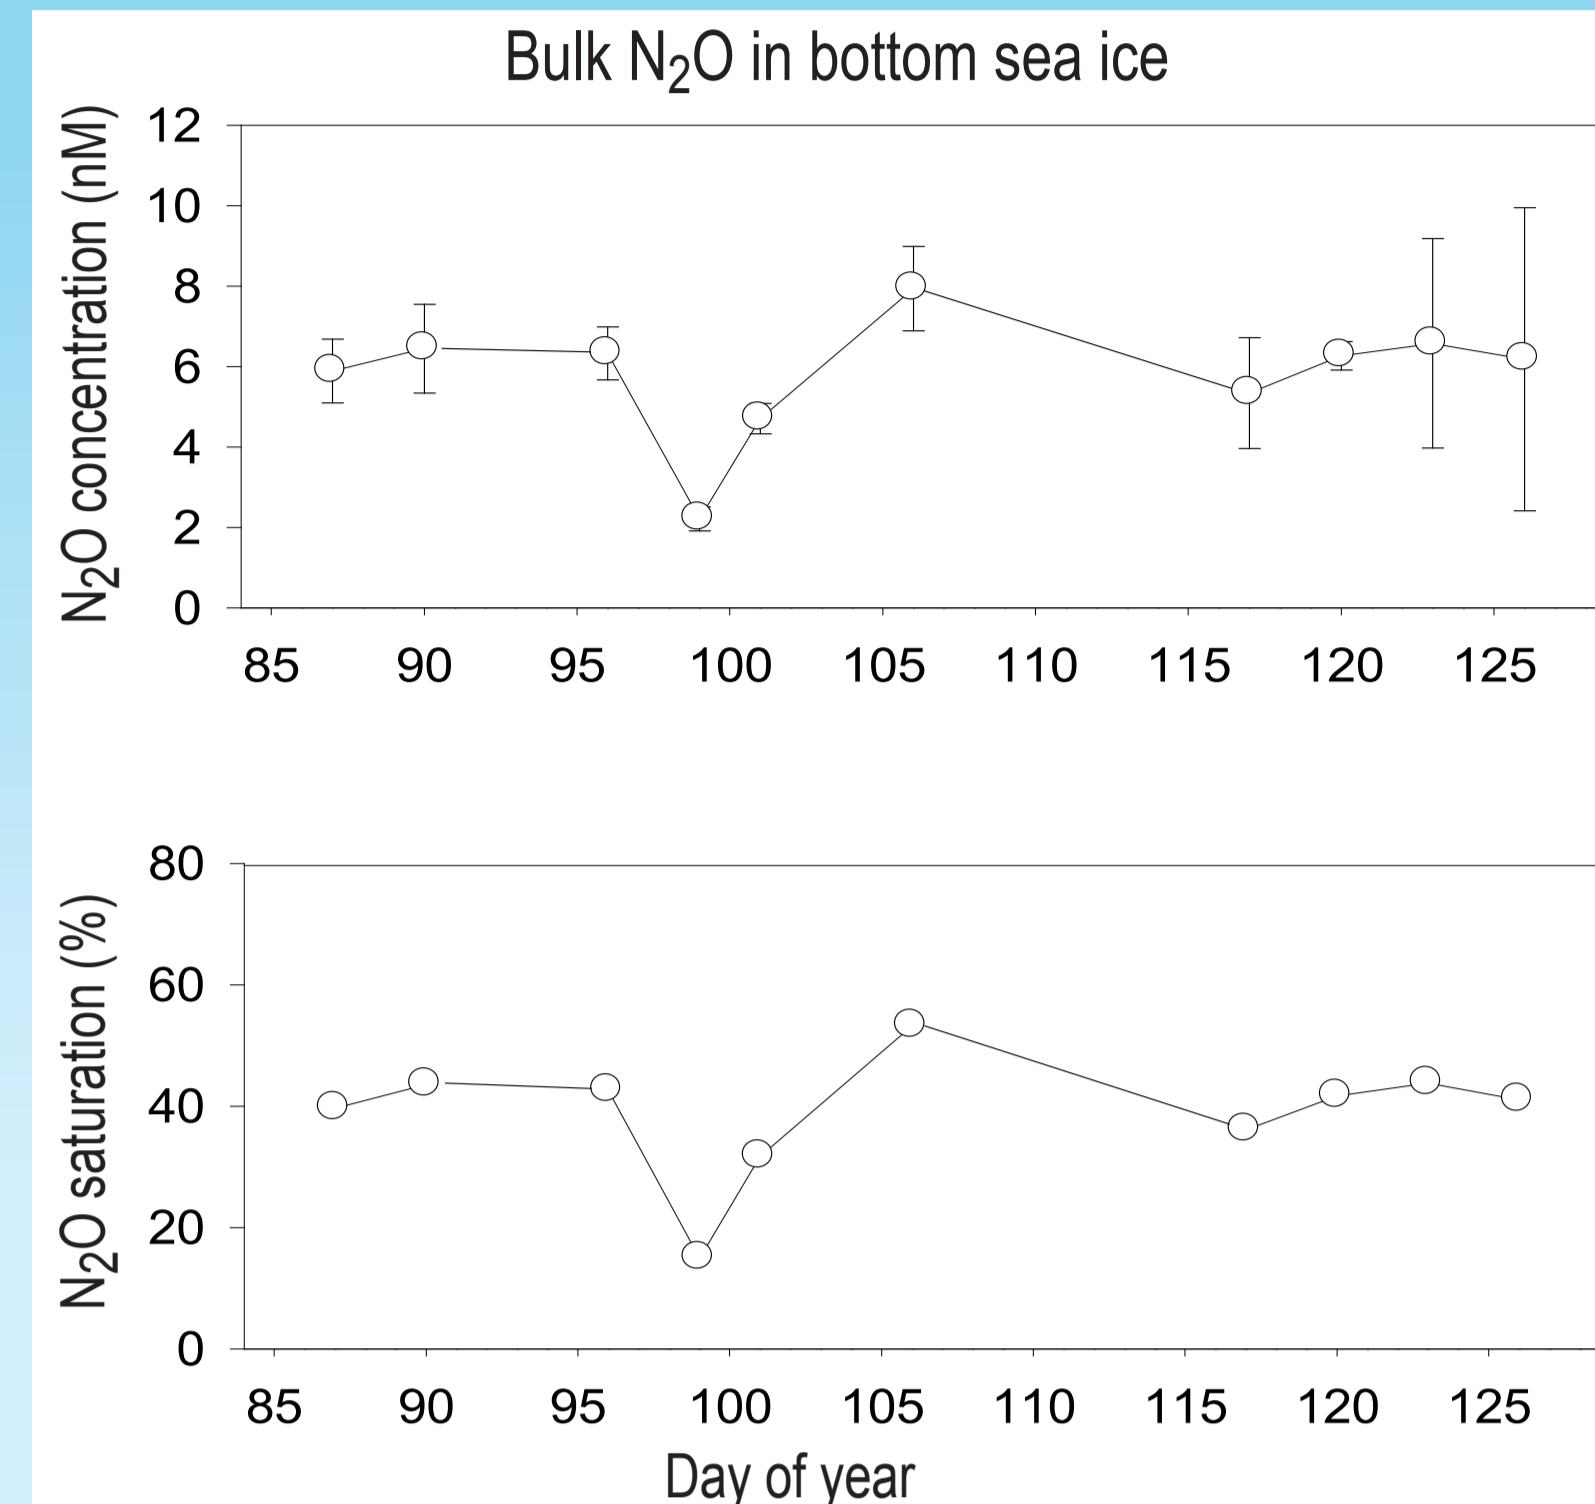 Bulk N₂O in bottom sea ice
N₂O concentration (nM)
12
10
8
6
4
2
0
85 90 95 100 105 110 115 120 125
N₂O saturation (%)
80
60
40
20
0
85 90 95 100 105 110 115 120 125
Day of year